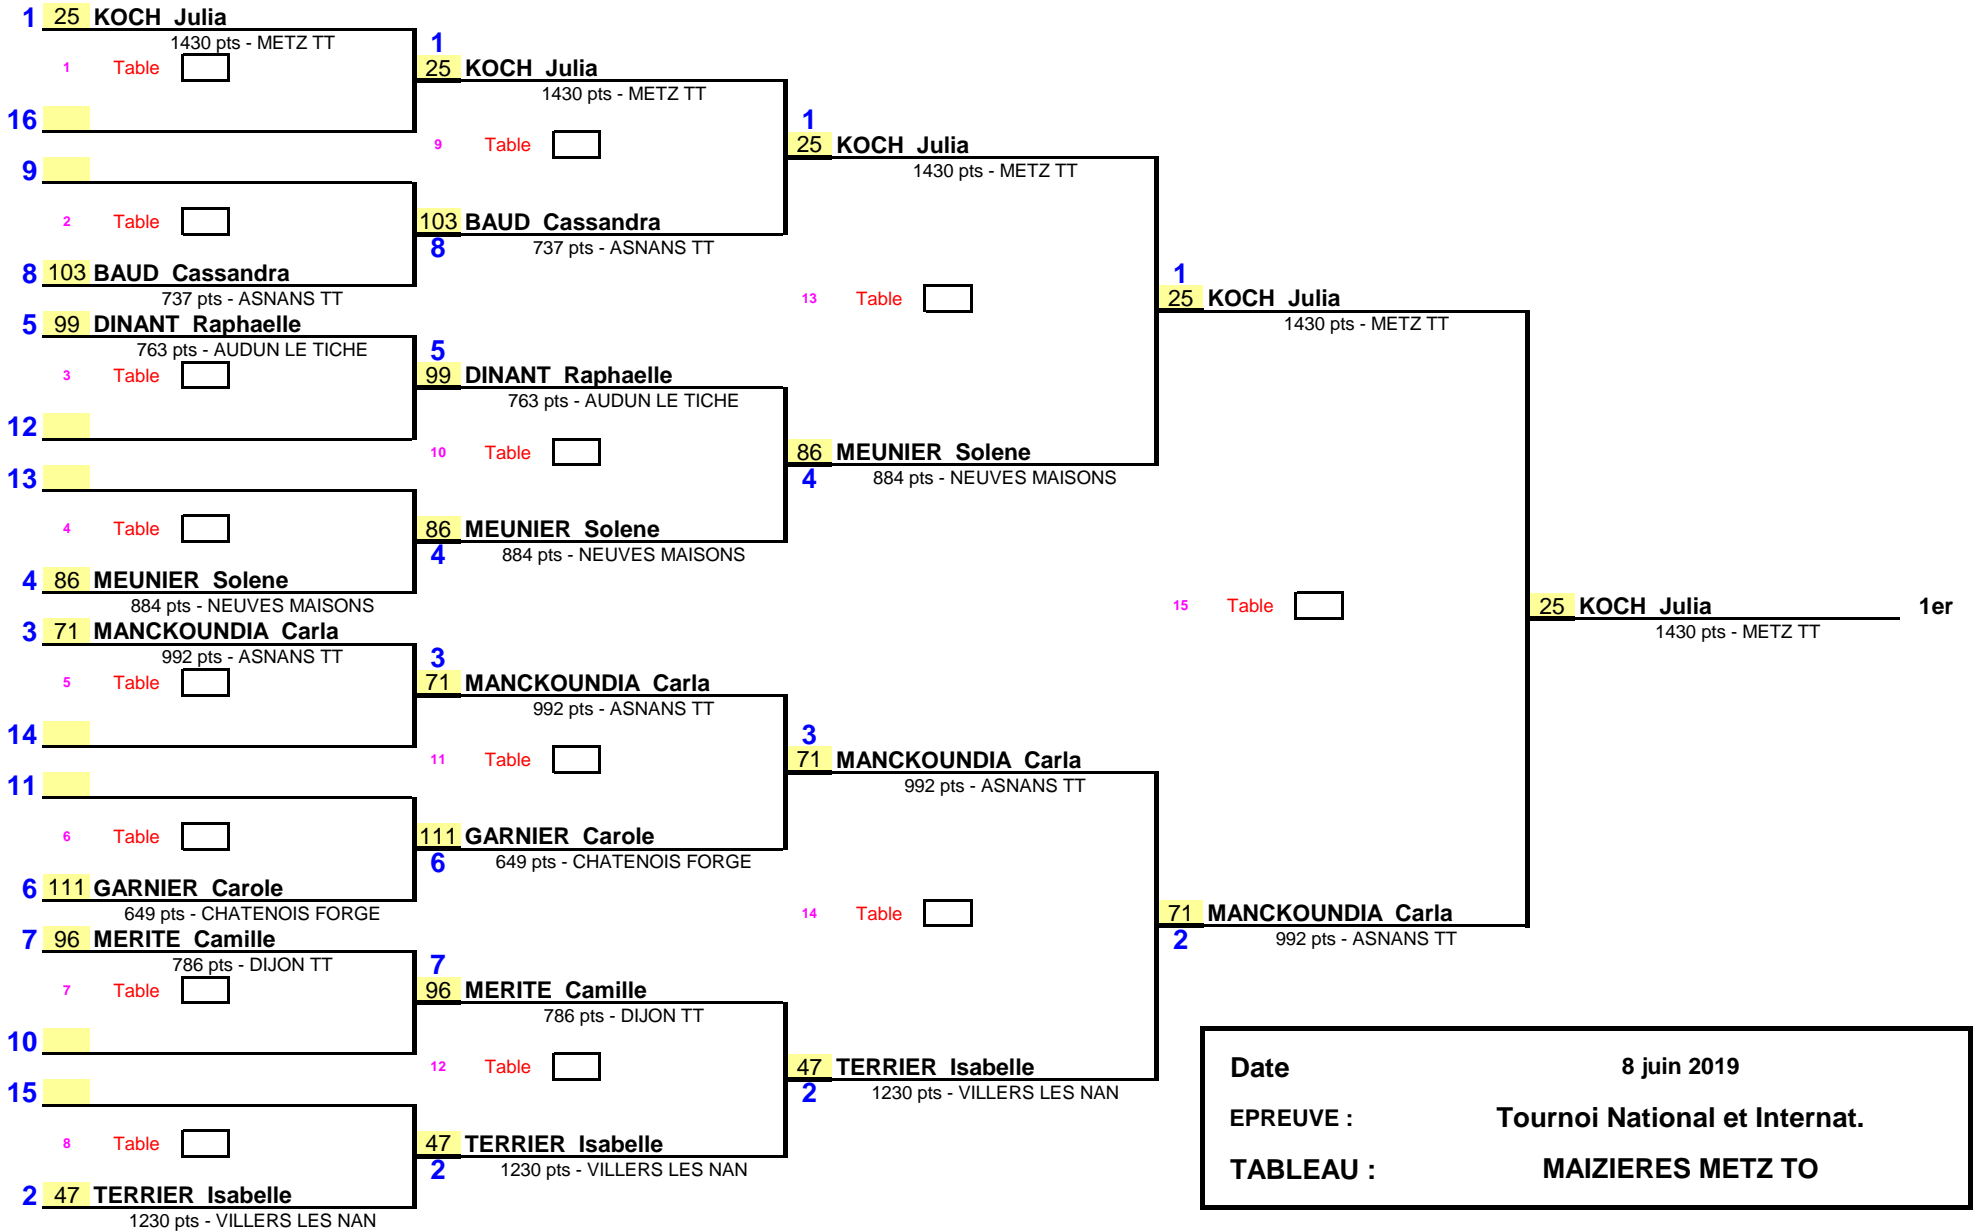 1 25 KOCH Julia
1430 pts - METZ TT
1 Table
16
9
2 Table
8 103 BAUD Cassandra
737 pts - ASNANS TT
5 99 DINANT Raphaelle
763 pts - AUDUN LE TICHE
3 Table
12
13
4 Table
4 86 MEUNIER Solene
884 pts - NEUVES MAISONS
3 71 MANCKOUNDIA Carla
992 pts - ASNANS TT
5 Table
14
11
6 Table
6 111 GARNIER Carole
649 pts - CHATENOIS FORGE
7 96 MERITE Camille
786 pts - DIJON TT
7 Table
10
15
8 Table
2 47 TERRIER Isabelle
1230 pts - VILLERS LES NAN
1
25 KOCH Julia
1430 pts - METZ TT
9 Table
103 BAUD Cassandra
8
737 pts - ASNANS TT
5
99 DINANT Raphaelle
763 pts - AUDUN LE TICHE
10 Table
86 MEUNIER Solene
4
884 pts - NEUVES MAISONS
3
71 MANCKOUNDIA Carla
992 pts - ASNANS TT
11 Table
111 GARNIER Carole
6
649 pts - CHATENOIS FORGE
7
96 MERITE Camille
786 pts - DIJON TT
12 Table
47 TERRIER Isabelle
2
1230 pts - VILLERS LES NAN
1
25 KOCH Julia
1430 pts - METZ TT
13 Table
86 MEUNIER Solene
4
884 pts - NEUVES MAISONS
3
71 MANCKOUNDIA Carla
992 pts - ASNANS TT
14 Table
47 TERRIER Isabelle
2
1230 pts - VILLERS LES NAN
1
25 KOCH Julia
1430 pts - METZ TT
15 Table
71 MANCKOUNDIA Carla
2
992 pts - ASNANS TT
25 KOCH Julia 1er
1430 pts - METZ TT
Date 8 juin 2019
EPREUVE : Tournoi National et Internat.
TABLEAU : MAIZIERES METZ TO